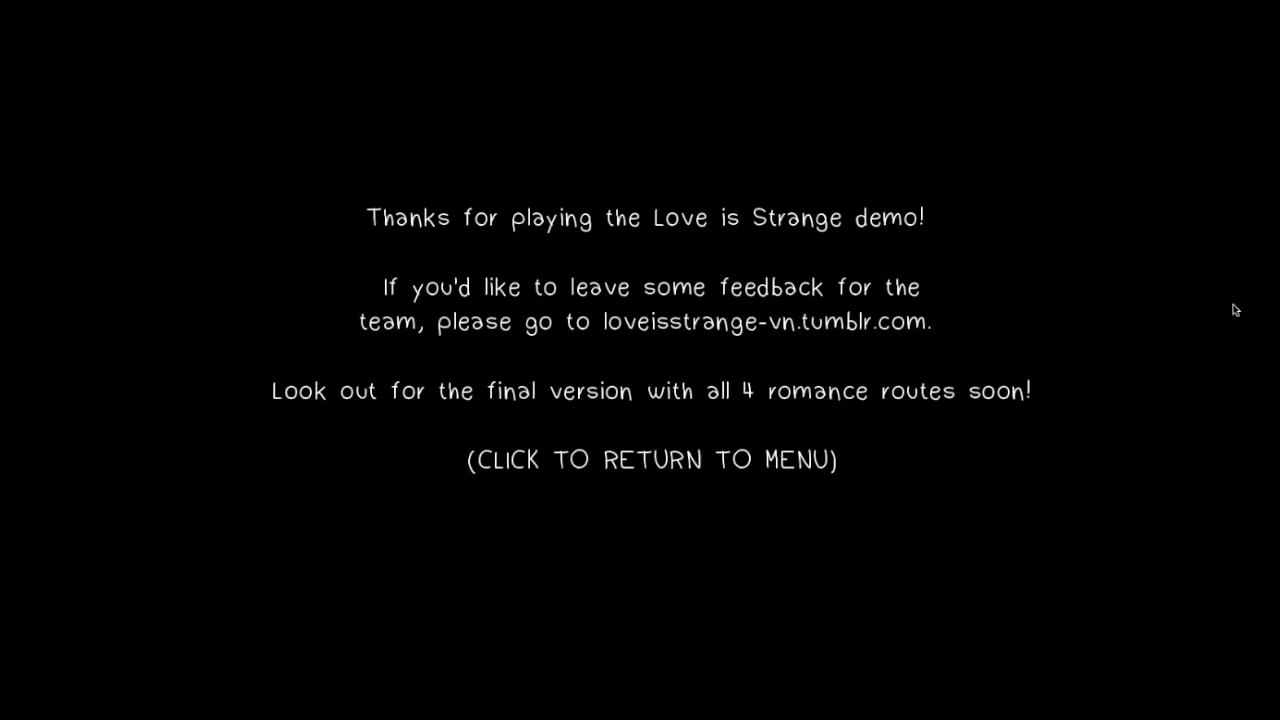 Thanks for playing the Love is Strange demo!
If you'd like to leave some feedback for the
team, please go to loveisstrange-vn.tumblr.com.
Look out for the final version with all 4 romance routes soon!
(CLICK TO RETURN TO MENU)